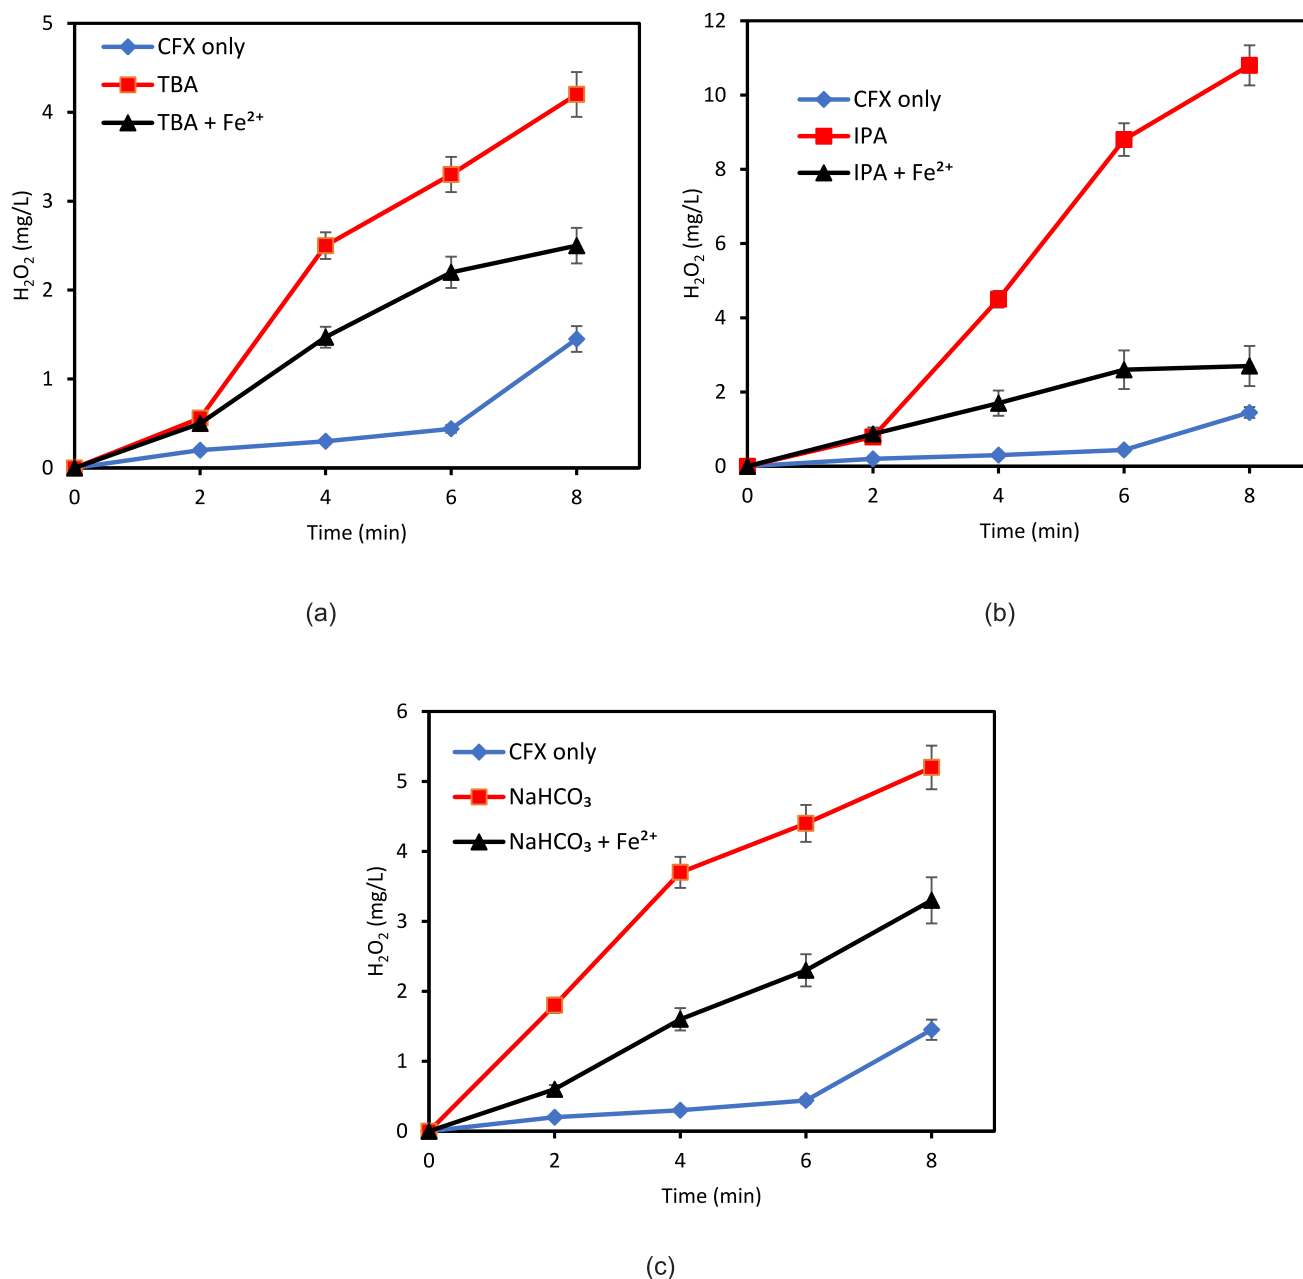 5
4
3
2
1
0
H₂O₂ (mg/L)
CFX only
TBA
TBA + Fe²⁺
0 2 4 6 8
Time (min)
(a)
12
10
8
6
4
2
0
H₂O₂ (mg/L)
CFX only
IPA
IPA + Fe²⁺
0 2 4 6 8
Time (min)
(b)
6
5
4
3
2
1
0
H₂O₂ (mg/L)
CFX only
NaHCO₃
NaHCO₃ + Fe²⁺
0 2 4 6 8
Time (min)
(c)